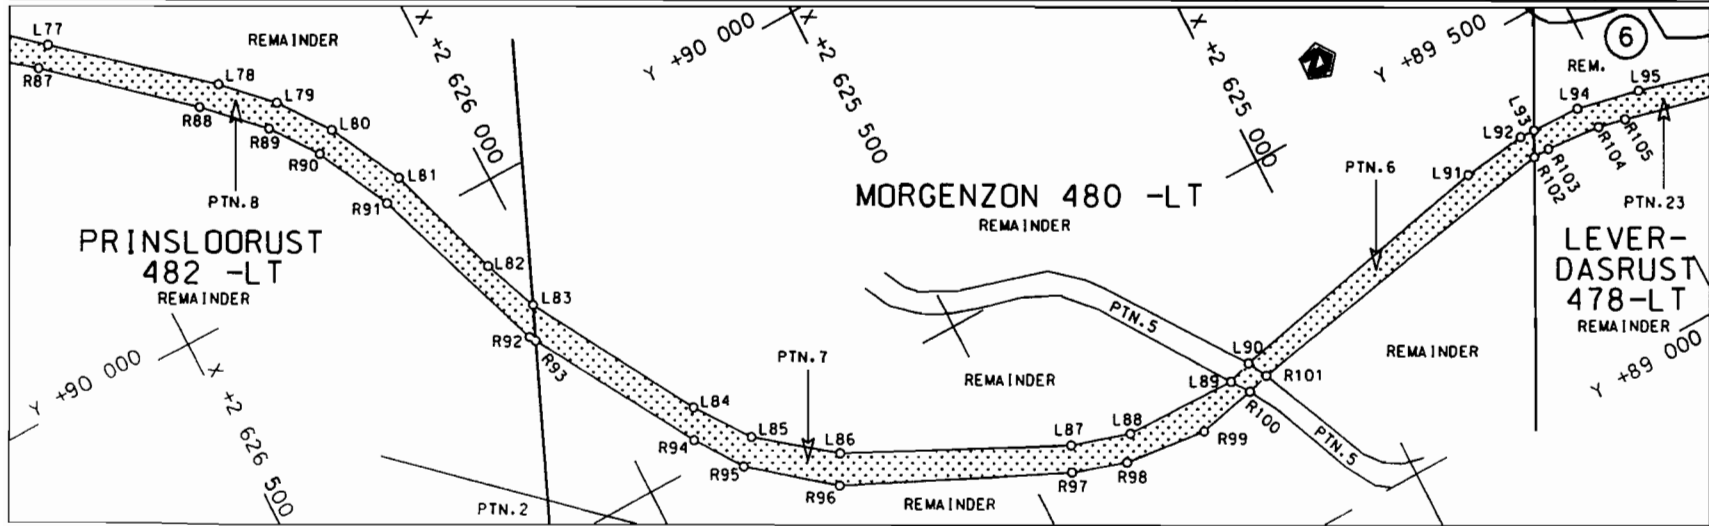 L77
R87
REMAINDER
L78
R88
L79
R89
L80
R90
L81
R91
PTN.8
PRINSLOORUST
482 -LT
REMAINDER
L82
L83
R92
R93
X +2 626 000
Y +90 000
X +2 625 500
X +2 625 000
Y +89 500
N
6
REM.
L95
L94
L93
L92
L91
R105
R104
R103
R102
PTN.23
PTN.6
MORGENZON 480 -LT
REMAINDER
LEVER-
DASRUST
478-LT
REMAINDER
Y +89 000
Y +90 000
X +2 626 500
PTN.2
L84
R94
L85
R95
PTN.7
L86
R96
REMAINDER
PTN.5
REMAINDER
L87
R97
L88
R98
L89
R99
L90
R100
R101
PTN.5
REMAINDER